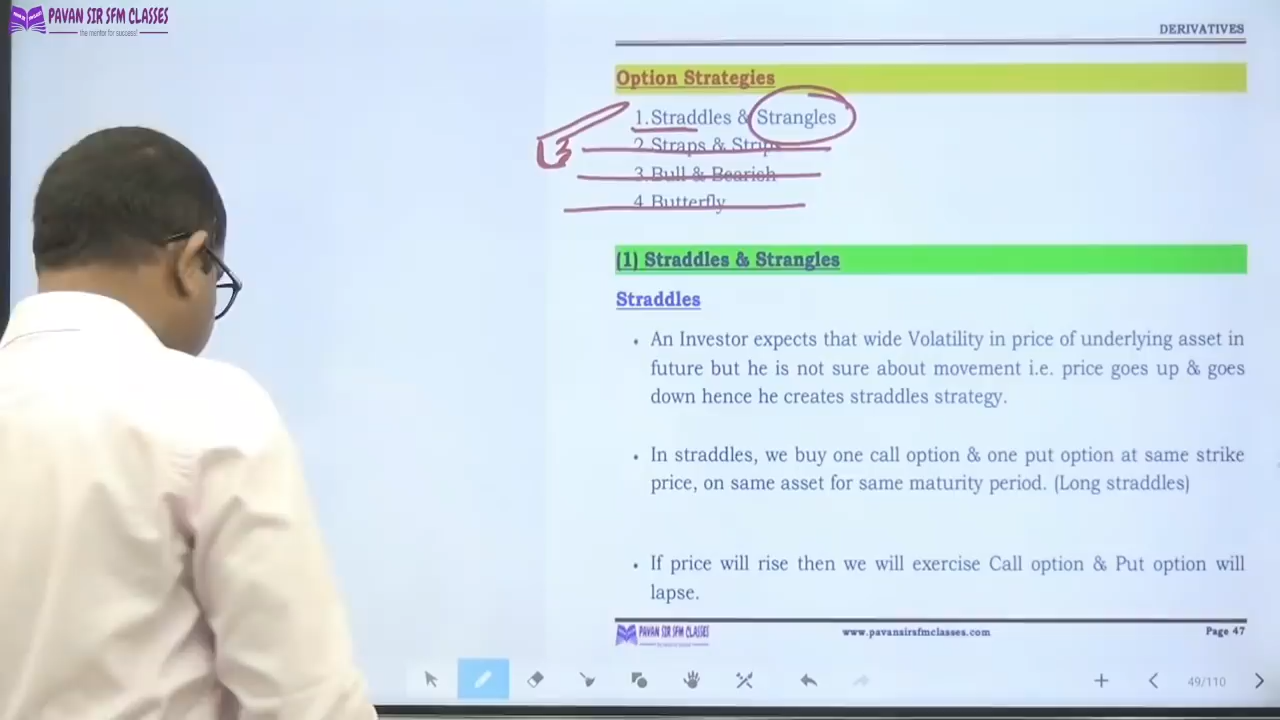 PAVAN SIR SFM CLASSES
the mentor for success!
DERIVATIVES
Option Strategies
1. Straddles & Strangles
2. Straps & Strips
3. Bull & Bearish
4. Butterfly
(1) Straddles & Strangles
Straddles
• An Investor expects that wide Volatility in price of underlying asset in
future but he is not sure about movement i.e. price goes up & goes
down hence he creates straddles strategy.
• In straddles, we buy one call option & one put option at same strike
price, on same asset for same maturity period. (Long straddles)
• If price will rise then we will exercise Call option & Put option will
lapse.
PAVAN SIR SFM CLASSES
www.pavansirsfmclasses.com
Page 47
49/110